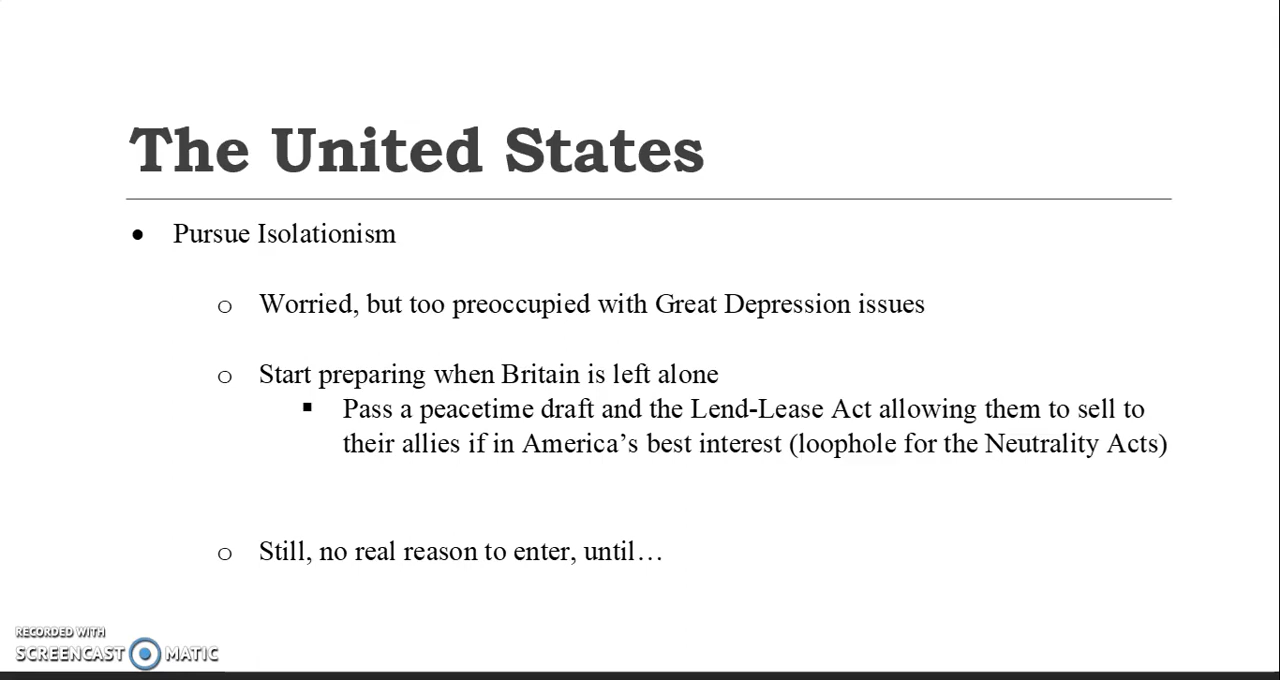 The United States
• Pursue Isolationism
o Worried, but too preoccupied with Great Depression issues
o Start preparing when Britain is left alone
▪ Pass a peacetime draft and the Lend-Lease Act allowing them to sell to
their allies if in America’s best interest (loophole for the Neutrality Acts)
o Still, no real reason to enter, until…
RECORDED WITH
SCREENCAST MATIC